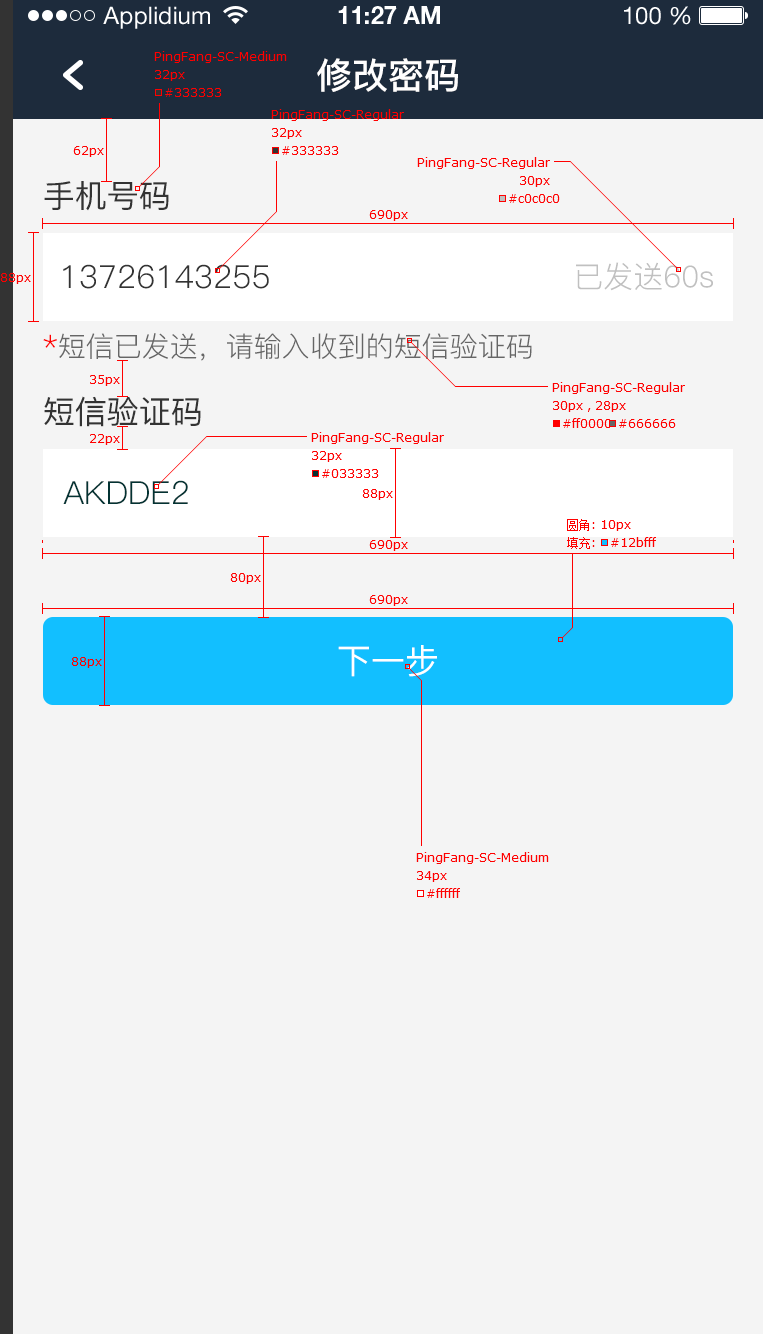 Applidium 11:27 AM 100 %
修改密码
PingFang-SC-Medium
32px
#333333
PingFang-SC-Regular
32px
#333333
62px
PingFang-SC-Regular
30px
#c0c0c0
手机号码
690px
88px
13726143255 已发送60s
*短信已发送，请输入收到的短信验证码
35px
PingFang-SC-Regular
30px , 28px
#ff0000 #666666
短信验证码
22px
PingFang-SC-Regular
32px
#033333
88px
AKDDE2
圆角: 10px
填充: #12bfff
690px
80px
690px
88px
下一步
PingFang-SC-Medium
34px
#ffffff